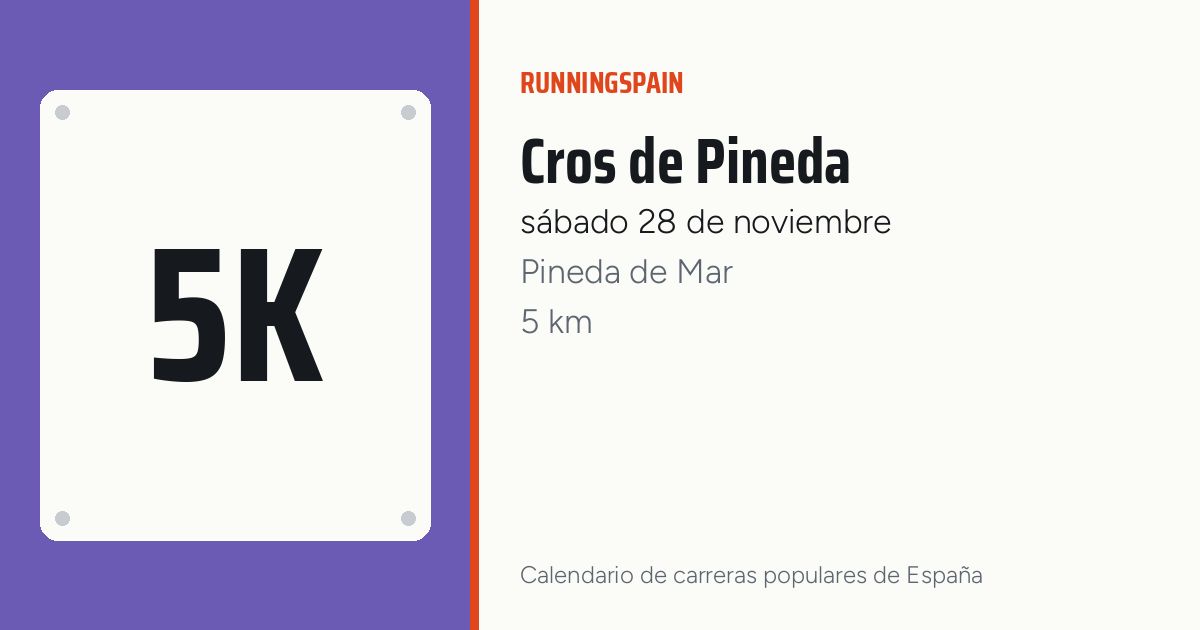 5K
RUNNINGSPAIN
Cros de Pineda
sábado 28 de noviembre
Pineda de Mar
5 km
Calendario de carreras populares de España